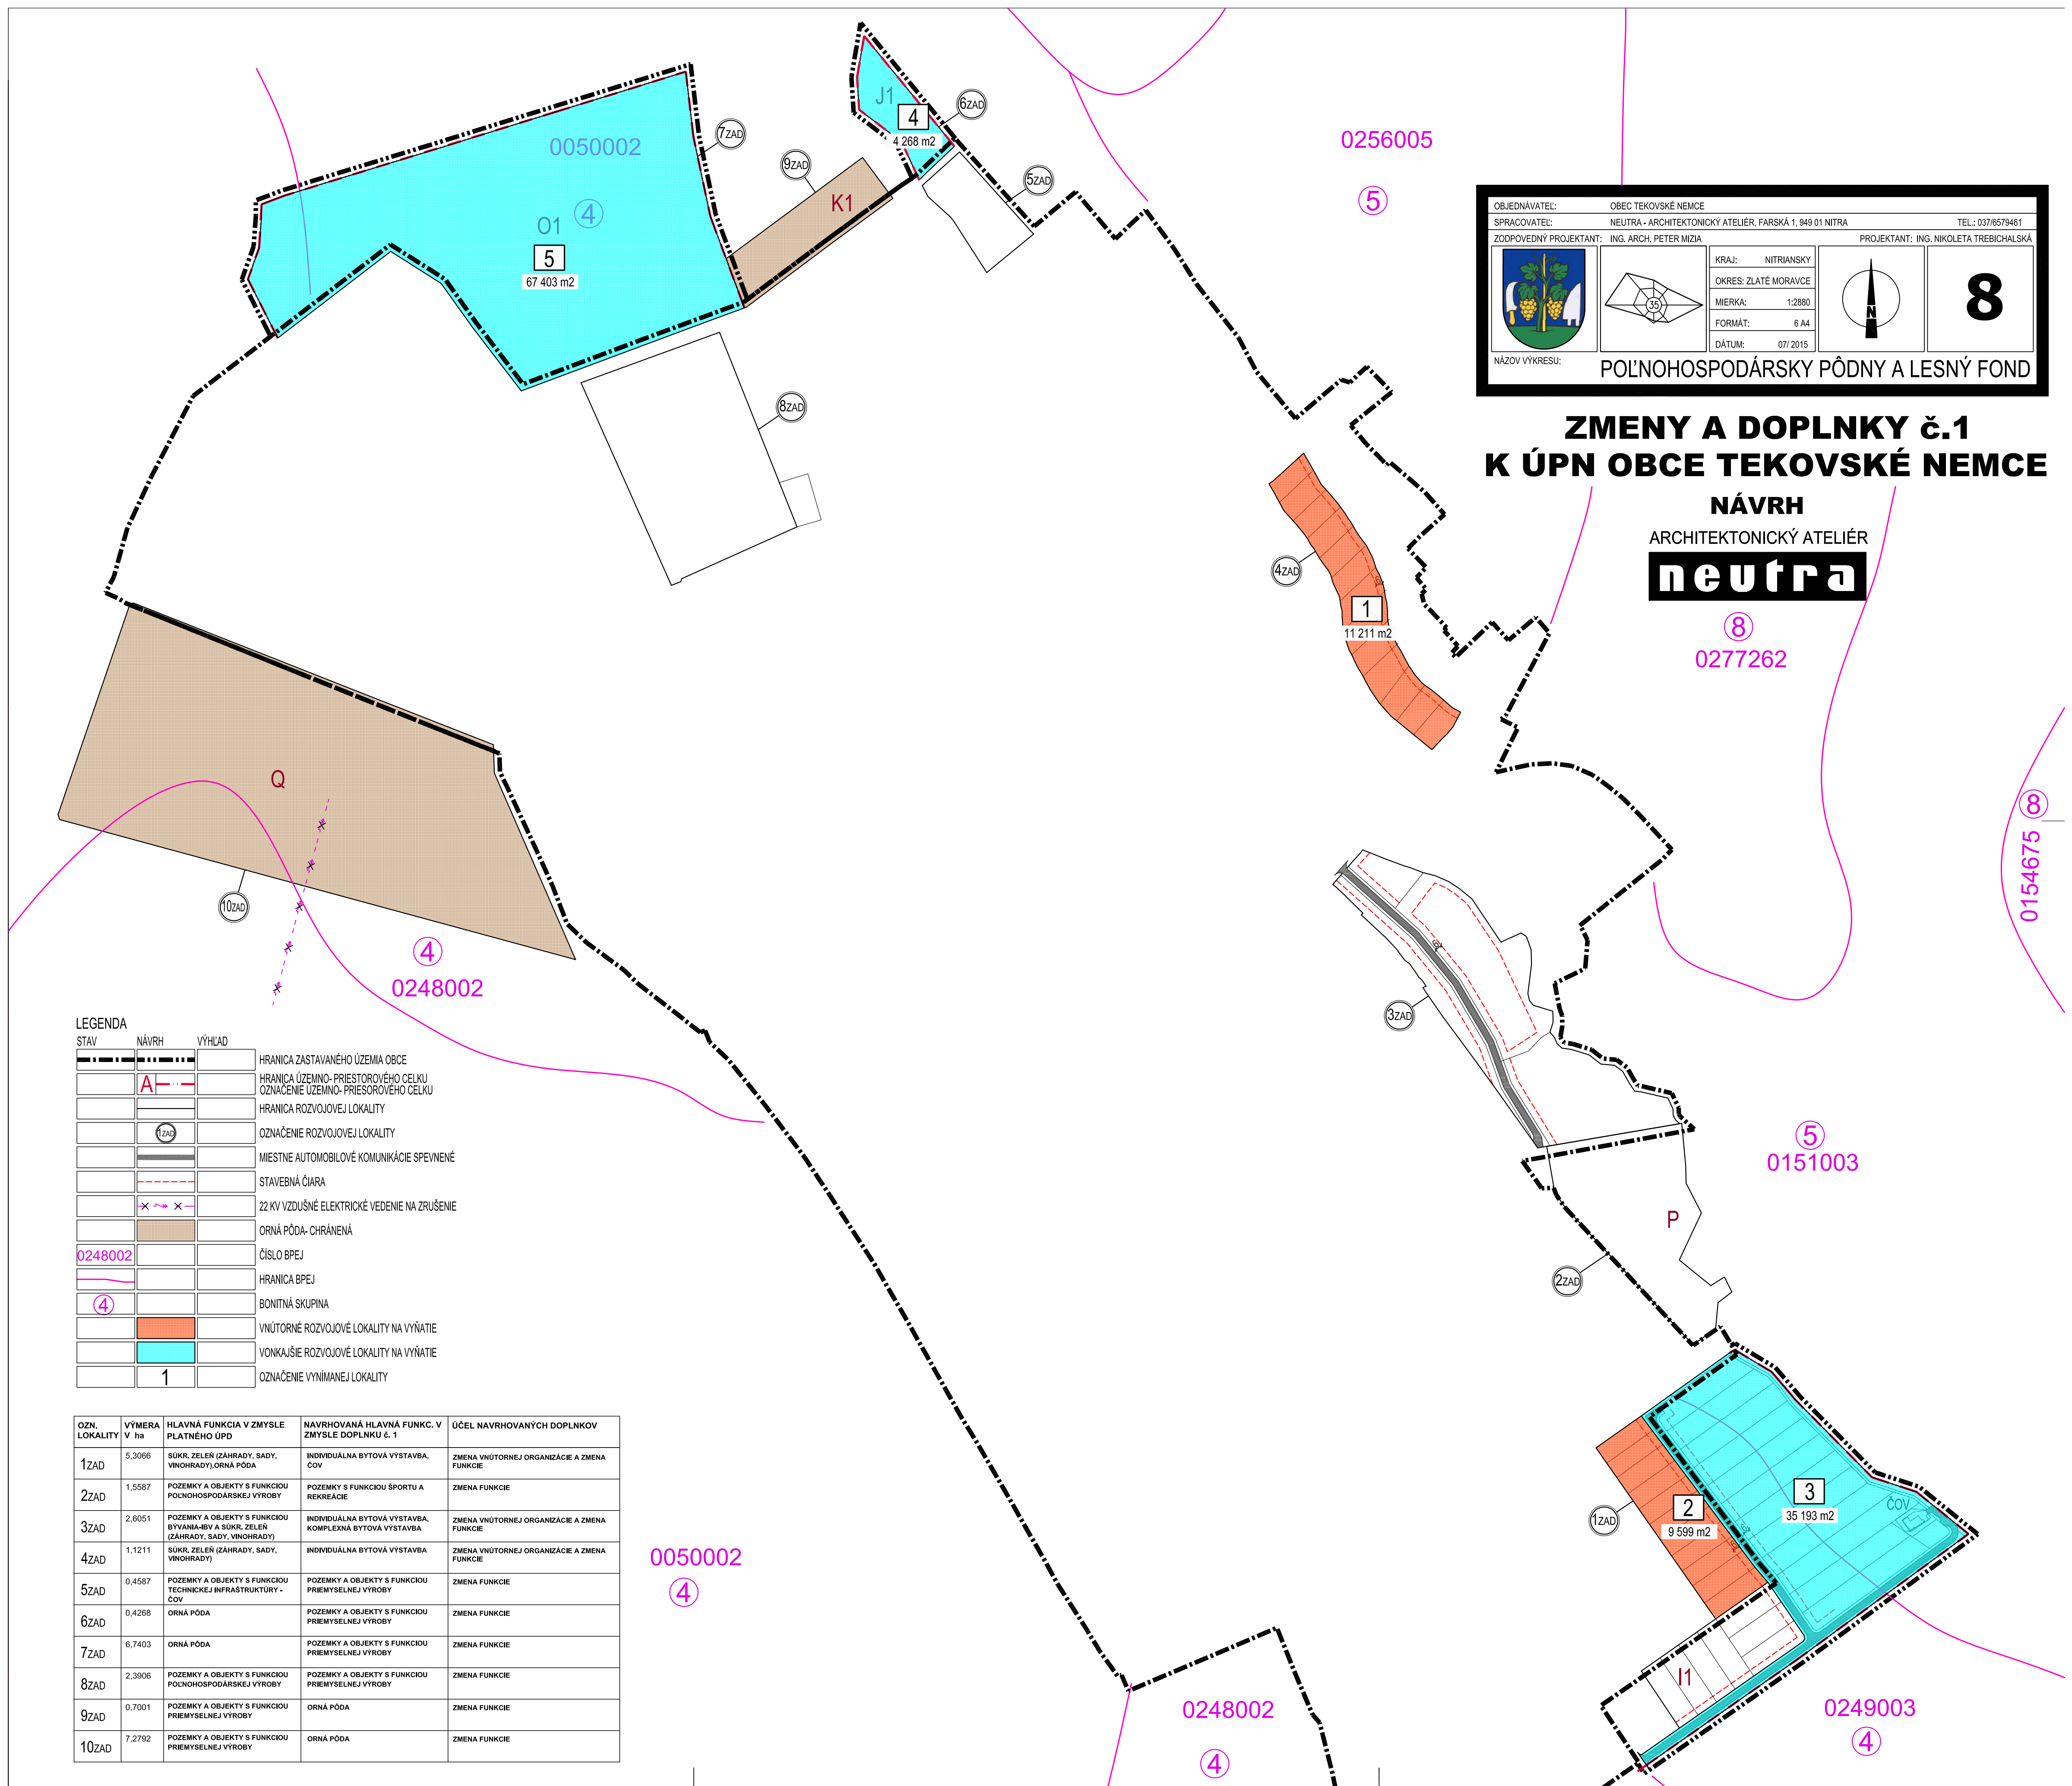 0050002
O1
4
5
67 403 m2
7ZAD
J1
4
4 268 m2
6ZAD
9ZAD
K1
5ZAD
8ZAD
0256005
5
OBJEDNÁVATEĽ: OBEC TEKOVSKÉ NEMCE
SPRACOVATEĽ: NEUTRA - ARCHITEKTONICKÝ ATELIÉR, FARSKÁ 1, 949 01 NITRA TEL.: 037/6579461
ZODPOVEDNÝ PROJEKTANT: ING. ARCH. PETER MIZIA PROJEKTANT: ING. NIKOLETA TREBICHALSKÁ
35
KRAJ: NITRIANSKY
OKRES: ZLATÉ MORAVCE
MIERKA: 1:2880
FORMÁT: 6 A4
DÁTUM: 07/ 2015
N
8
NÁZOV VÝKRESU: POĽNOHOSPODÁRSKY PÔDNY A LESNÝ FOND
ZMENY A DOPLNKY č.1
K ÚPN OBCE TEKOVSKÉ NEMCE
NÁVRH
ARCHITEKTONICKÝ ATELIÉR
neutra
8
0277262
4ZAD
1
11 211 m2
8
0154675
Q
10ZAD
4
0248002
3ZAD
5
0151003
P
2ZAD
1ZAD
2
9 599 m2
3
35 193 m2
ČOV
I1
0249003
4
0248002
4
0050002
4
LEGENDA
STAV NÁVRH VÝHĽAD
HRANICA ZASTAVANÉHO ÚZEMIA OBCE
A HRANICA ÚZEMNO- PRIESTOROVÉHO CELKU
OZNAČENIE ÚZEMNO- PRIESOROVÉHO CELKU
HRANICA ROZVOJOVEJ LOKALITY
1ZAD OZNAČENIE ROZVOJOVEJ LOKALITY
MIESTNE AUTOMOBILOVÉ KOMUNIKÁCIE SPEVNENÉ
STAVEBNÁ ČIARA
22 KV VZDUŠNÉ ELEKTRICKÉ VEDENIE NA ZRUŠENIE
ORNÁ PÔDA- CHRÁNENÁ
0248002 ČÍSLO BPEJ
HRANICA BPEJ
4 BONITNÁ SKUPINA
VNÚTORNÉ ROZVOJOVÉ LOKALITY NA VYŇATIE
VONKAJŠIE ROZVOJOVÉ LOKALITY NA VYŇATIE
1 OZNAČENIE VYNÍMANEJ LOKALITY
OZN. VÝMERA HLAVNÁ FUNKCIA V ZMYSLE NAVRHOVANÁ HLAVNÁ FUNKC. V ÚČEL NAVRHOVANÝCH DOPLNKOV
LOKALITY V ha PLATNÉHO ÚPD ZMYSLE DOPLNKU č. 1
1ZAD 5,3066 SÚKR. ZELEŇ (ZÁHRADY, SADY, INDIVIDUÁLNA BYTOVÁ VÝSTAVBA, ZMENA VNÚTORNEJ ORGANIZÁCIE A ZMENA
VINOHRADY),ORNÁ PÔDA ČOV FUNKCIE
2ZAD 1,5587 POZEMKY A OBJEKTY S FUNKCIOU POZEMKY S FUNKCIOU ŠPORTU A ZMENA FUNKCIE
POĽNOHOSPODÁRSKEJ VÝROBY REKREÁCIE
3ZAD 2,6051 POZEMKY A OBJEKTY S FUNKCIOU INDIVIDUÁLNA BYTOVÁ VÝSTAVBA, ZMENA VNÚTORNEJ ORGANIZÁCIE A ZMENA
BÝVANIA-IBV A SÚKR. ZELEŇ KOMPLEXNÁ BYTOVÁ VÝSTAVBA FUNKCIE
(ZÁHRADY, SADY, VINOHRADY)
4ZAD 1,1211 SÚKR. ZELEŇ (ZÁHRADY, SADY, INDIVIDUÁLNA BYTOVÁ VÝSTAVBA ZMENA VNÚTORNEJ ORGANIZÁCIE A ZMENA
VINOHRADY) FUNKCIE
5ZAD 0,4587 POZEMKY A OBJEKTY S FUNKCIOU POZEMKY A OBJEKTY S FUNKCIOU ZMENA FUNKCIE
TECHNICKEJ INFRAŠTRUKTÚRY - PRIEMYSELNEJ VÝROBY
ČOV
6ZAD 0,4268 ORNÁ PÔDA POZEMKY A OBJEKTY S FUNKCIOU ZMENA FUNKCIE
PRIEMYSELNEJ VÝROBY
7ZAD 6,7403 ORNÁ PÔDA POZEMKY A OBJEKTY S FUNKCIOU ZMENA FUNKCIE
PRIEMYSELNEJ VÝROBY
8ZAD 2,3906 POZEMKY A OBJEKTY S FUNKCIOU POZEMKY A OBJEKTY S FUNKCIOU ZMENA FUNKCIE
POĽNOHOSPODÁRSKEJ VÝROBY PRIEMYSELNEJ VÝROBY
9ZAD 0,7001 POZEMKY A OBJEKTY S FUNKCIOU ORNÁ PÔDA ZMENA FUNKCIE
PRIEMYSELNEJ VÝROBY
10ZAD 7,2792 POZEMKY A OBJEKTY S FUNKCIOU ORNÁ PÔDA ZMENA FUNKCIE
PRIEMYSELNEJ VÝROBY